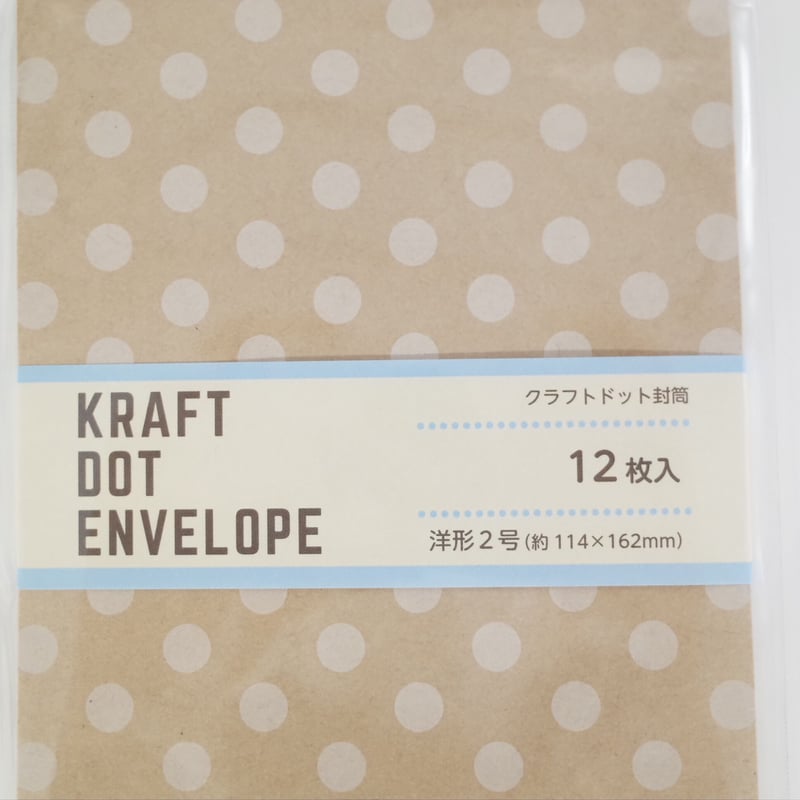 KRAFT
DOT
ENVELOPE
クラフトドット封筒
12枚入
洋形2号(約114×162mm)